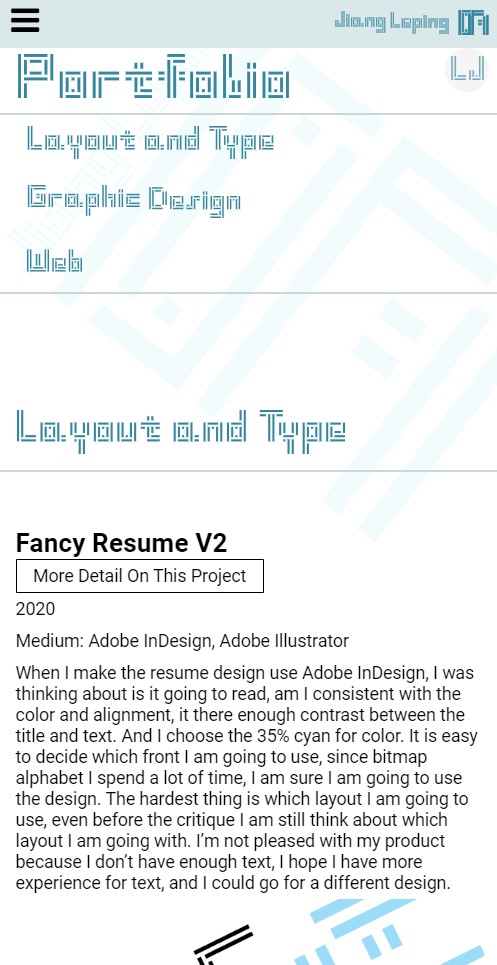 Jiang Leping
Portfolio
LJ
Layout and Type
Graphic Design
Web
Layout and Type
Fancy Resume V2
More Detail On This Project
2020
Medium: Adobe InDesign, Adobe Illustrator
When I make the resume design use Adobe InDesign, I was
thinking about is it going to read, am I consistent with the
color and alignment, it there enough contrast between the
title and text. And I choose the 35% cyan for color. It is easy
to decide which front I am going to use, since bitmap
alphabet I spend a lot of time, I am sure I am going to use
the design. The hardest thing is which layout I am going to
use, even before the critique I am still think about which
layout I am going with. I’m not pleased with my product
because I don’t have enough text, I hope I have more
experience for text, and I could go for a different design.